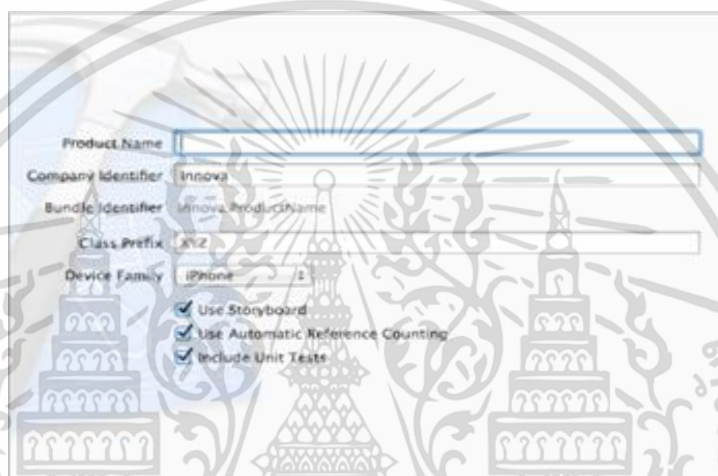 Product Name
Company Identifier Innova
Bundle Identifier Innova.ProductName
Class Prefix XYZ
Device Family iPhone
Use Storyboard
Use Automatic Reference Counting
Include Unit Tests